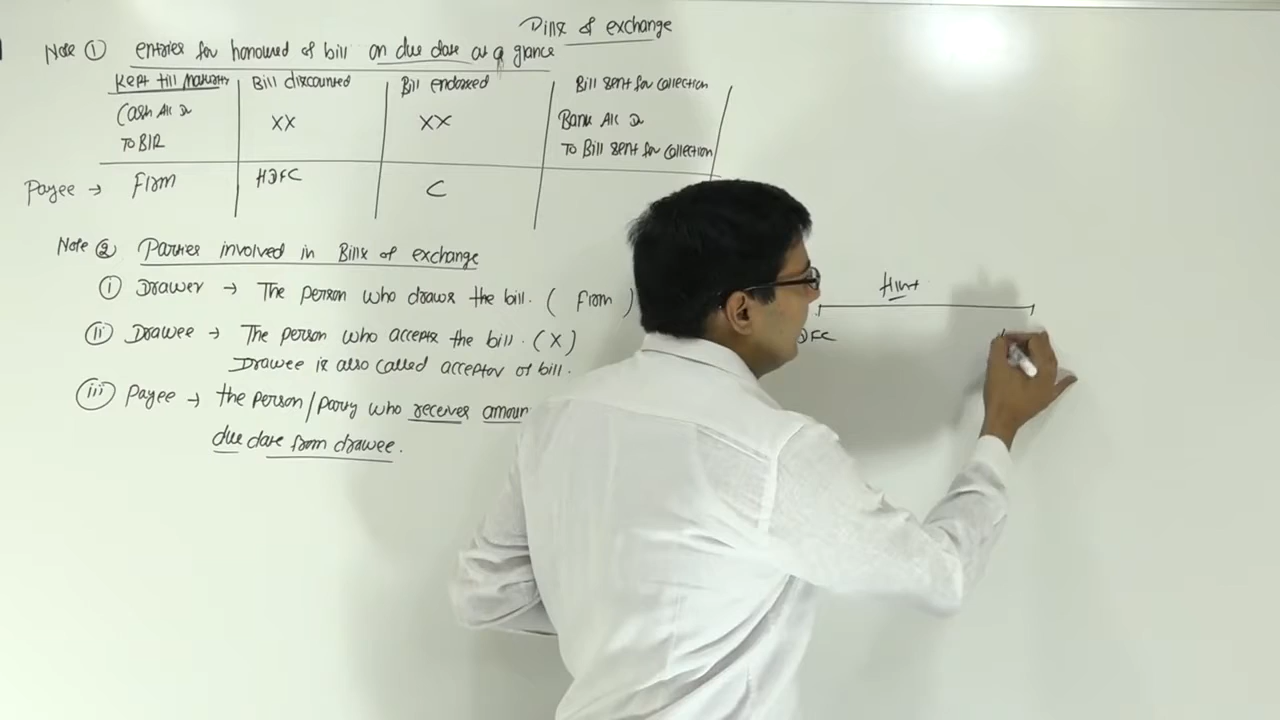 Bills of exchange
Note ① entries for honoured of bill on due date at a glance
Kept till maturity Bill discounted Bill endorsed Bill sent for collection
Cash A/c Dr XX XX Bank A/c Dr
To B/R To Bill sent for collection
Payee → Firm HDFC C
Note ② Parties involved in Bills of exchange
ⓘ Drawer → The person who draws the bill. (Firm)
ⓘⓘ Drawee → The person who accepts the bill. (X)
Drawee is also called acceptor of bill.
ⓘⓘⓘ Payee → the person/party who receives amoun
due date from drawee.
DFC